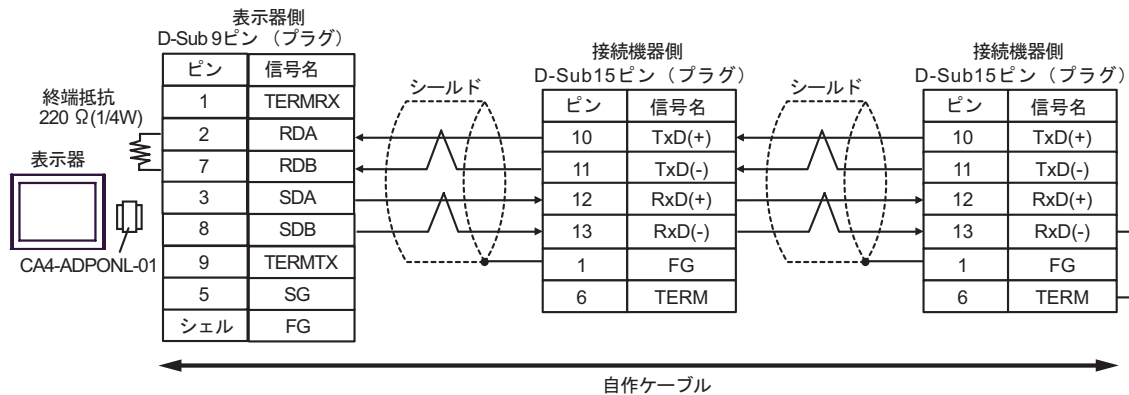 表示器側
D-Sub 9ピン (プラグ)
ピン 信号名
1 TERMRX
2 RDA
7 RDB
3 SDA
8 SDB
9 TERMTX
5 SG
シェル FG
終端抵抗
220 Ω(1/4W)
表示器
CA4-ADPONL-01
シールド
接続機器側
D-Sub15ピン (プラグ)
ピン 信号名
10 TxD(+)
11 TxD(-)
12 RxD(+)
13 RxD(-)
1 FG
6 TERM
シールド
接続機器側
D-Sub15ピン (プラグ)
ピン 信号名
10 TxD(+)
11 TxD(-)
12 RxD(+)
13 RxD(-)
1 FG
6 TERM
自作ケーブル